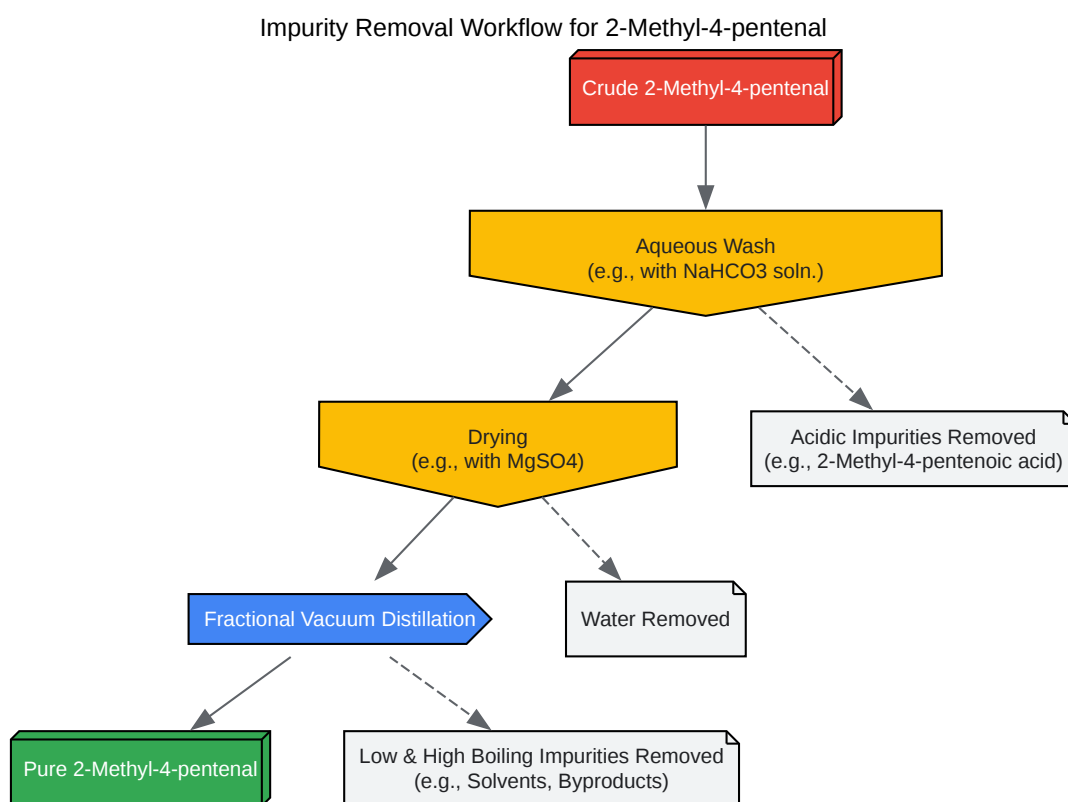 Impurity Removal Workflow for 2-Methyl-4-pentenal
Crude 2-Methyl-4-pentenal
Aqueous Wash
(e.g., with NaHCO3 soln.)
Drying
(e.g., with MgSO4)
Acidic Impurities Removed
(e.g., 2-Methyl-4-pentenoic acid)
Fractional Vacuum Distillation
Water Removed
Pure 2-Methyl-4-pentenal
Low & High Boiling Impurities Removed
(e.g., Solvents, Byproducts)